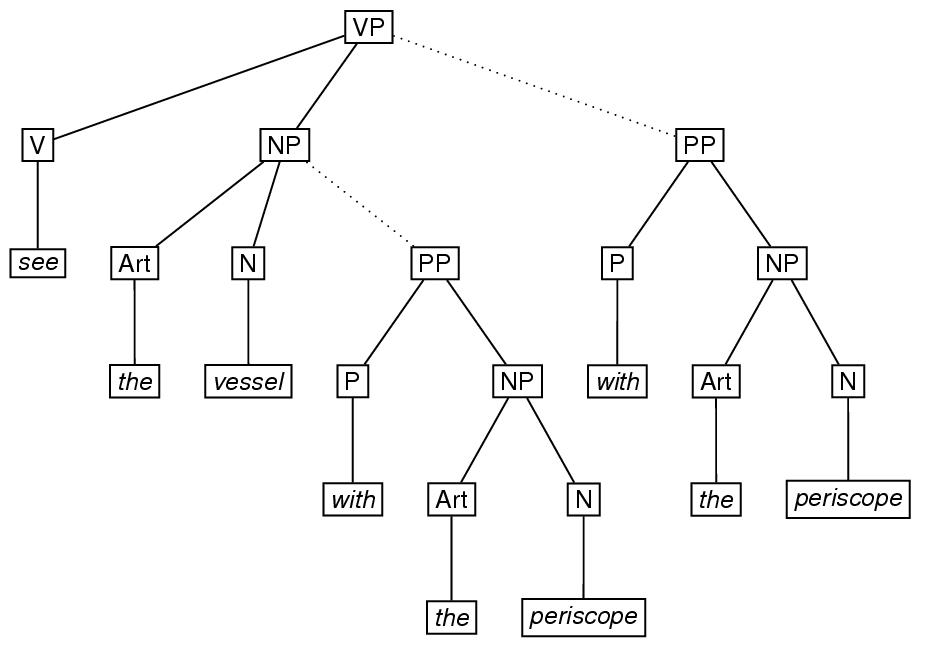 VP
V NP PP
see Art N PP P NP
the vessel P NP with Art N
with Art N the periscope
the periscope